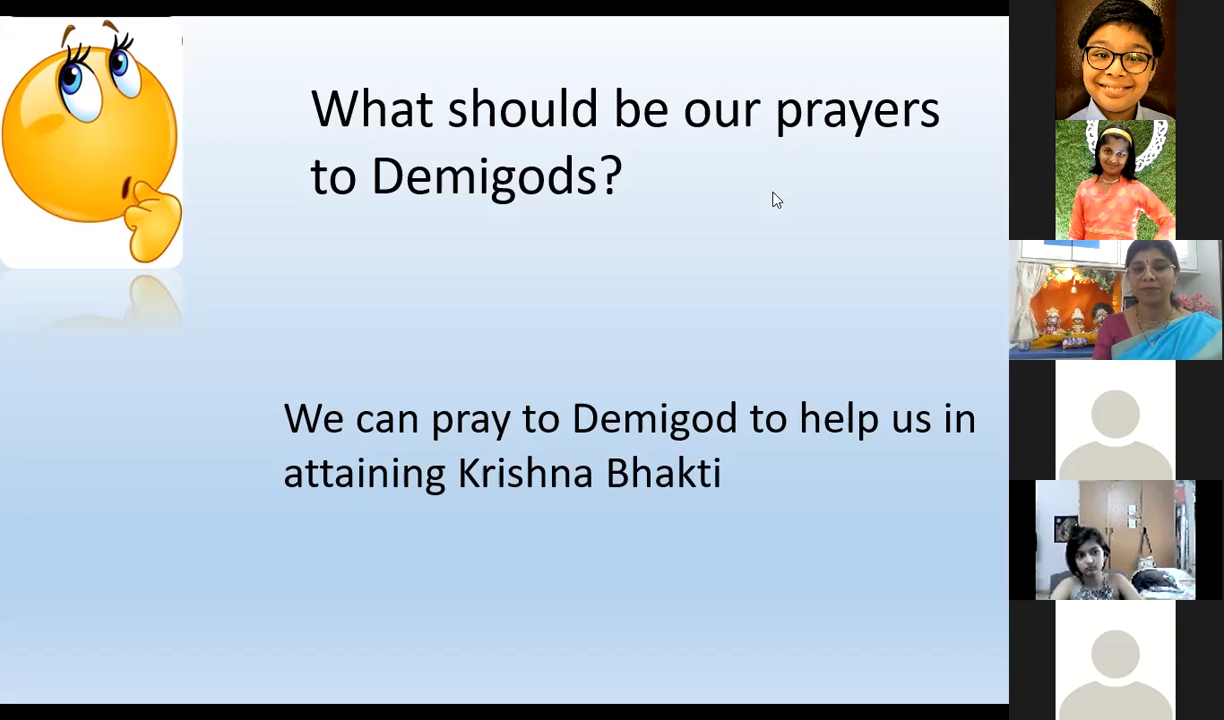 What should be our prayers
to Demigods?
We can pray to Demigod to help us in
attaining Krishna Bhakti